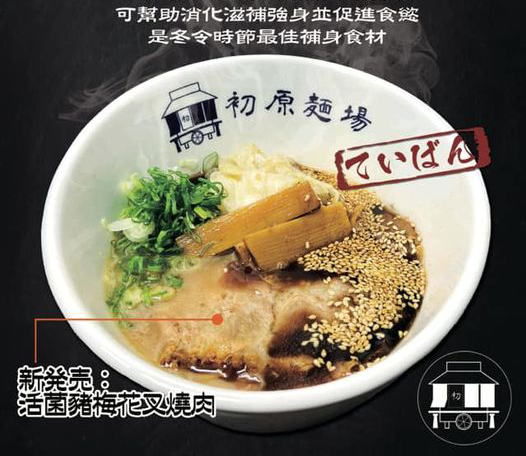 可幫助消化滋補強身並促進食慾
是冬令時節最佳補身食材
初原麵場
ていばん
新発売：
活菌豬梅花叉燒肉
初